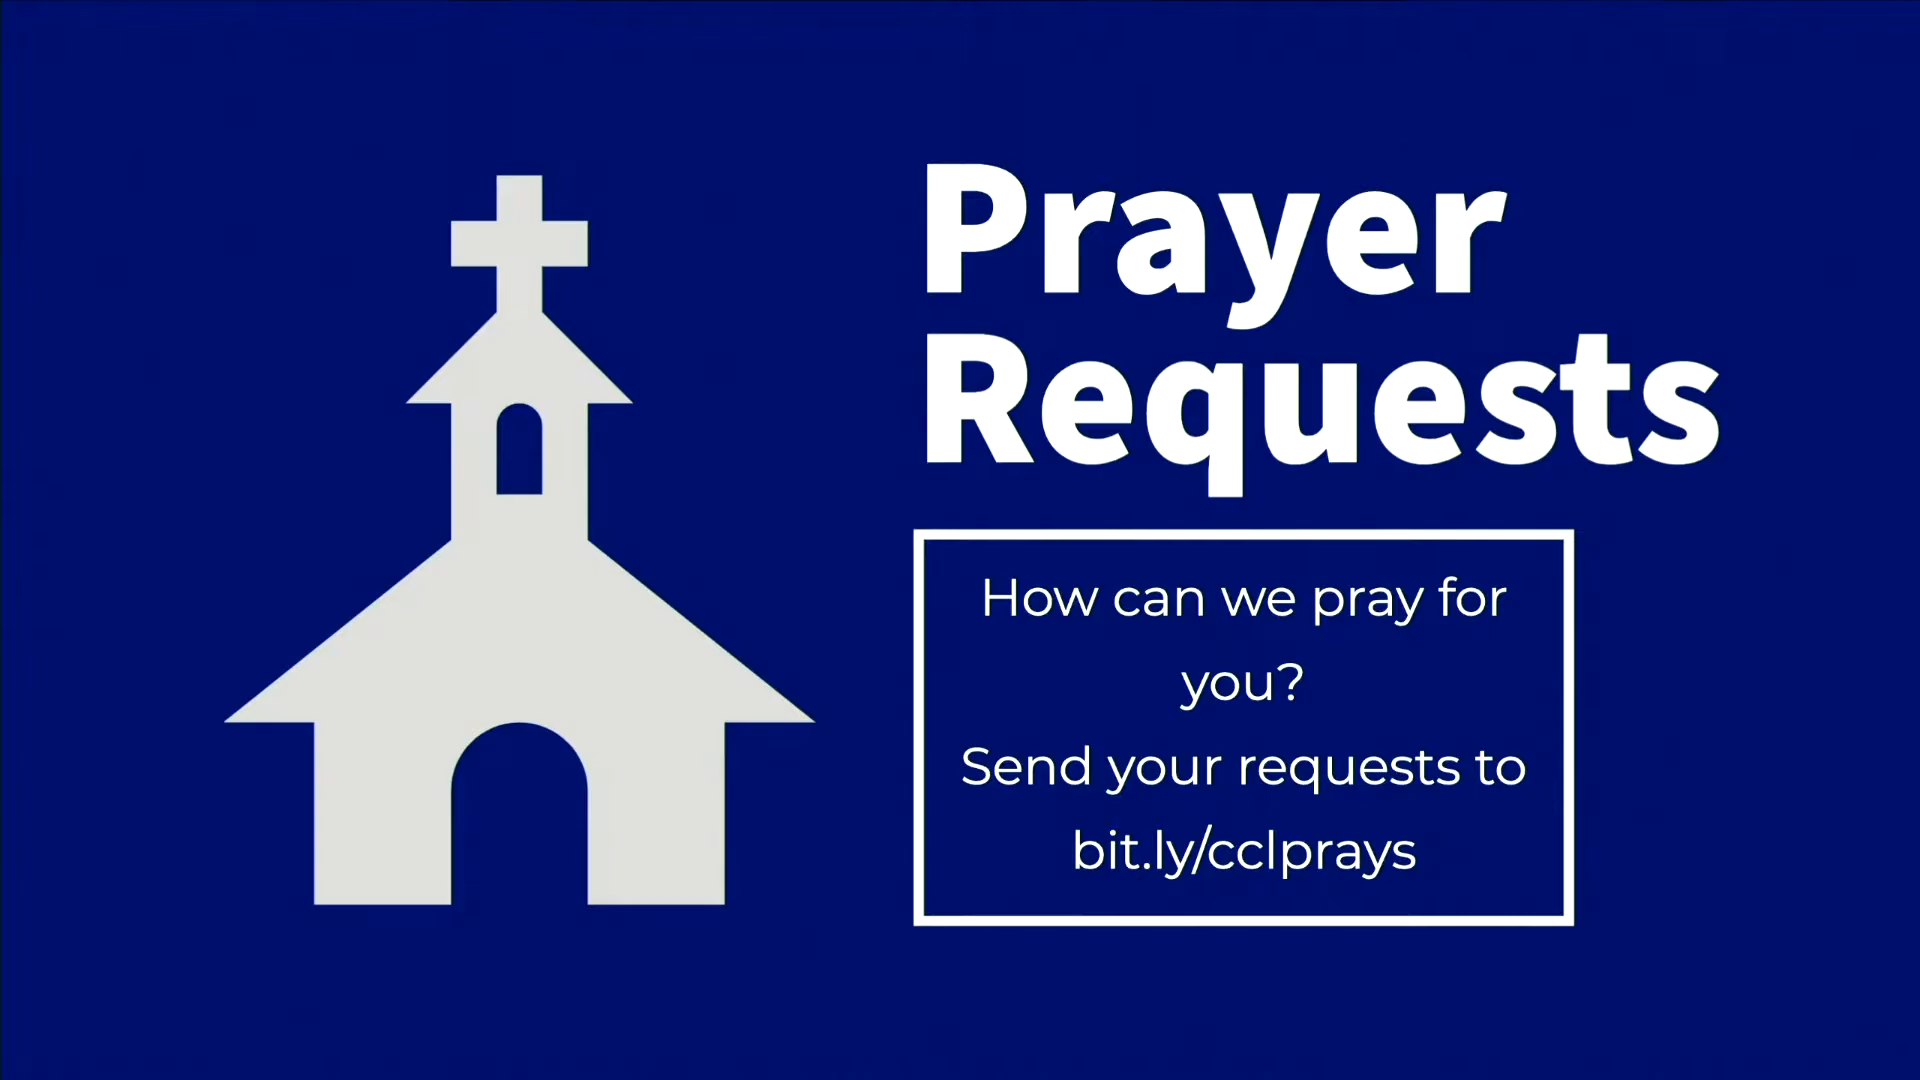 Prayer
Requests
How can we pray for
you?
Send your requests to
bit.ly/cclprays